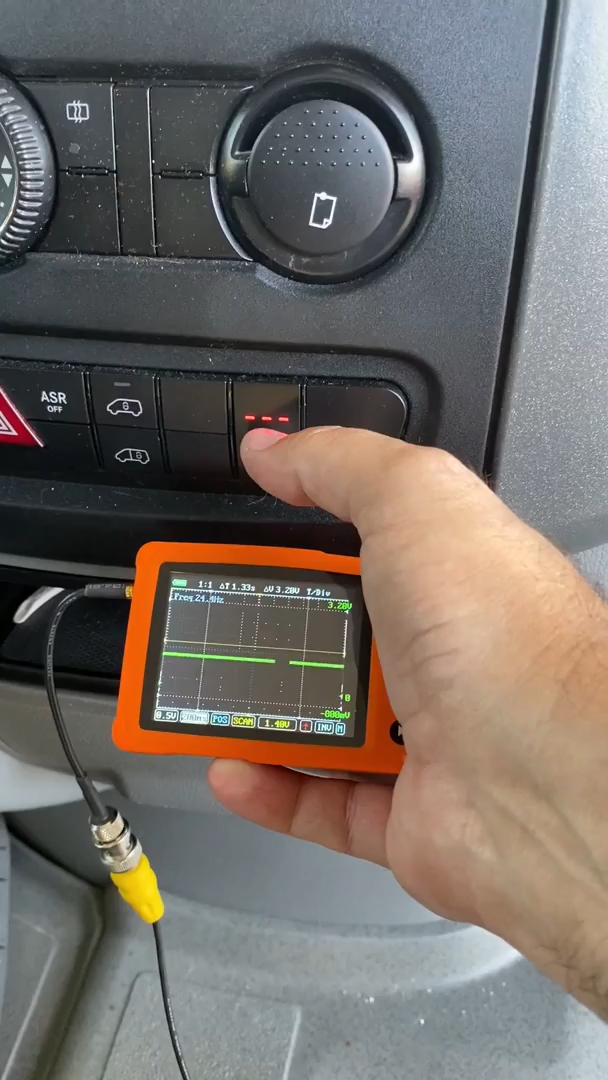 ASR
OFF
1:1 ΔT 1.33s ΔV 3.28V T/Div
Freq 24.4Hz
3.28V
0
-800mV
0.5V 200mS POS SCAN 1.48V INV M